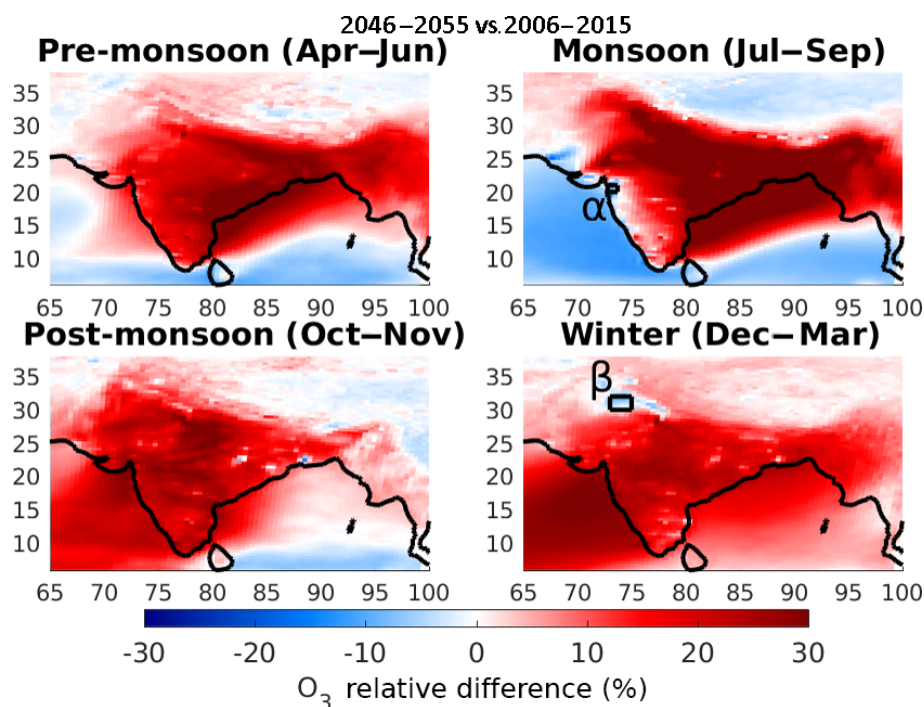 2046–2055 vs.2006–2015
Pre-monsoon (Apr–Jun)
Monsoon (Jul–Sep)
35
30
25
20
15
10
65 70 75 80 85 90 95 100
35
30
25
20
15
10
α
65 70 75 80 85 90 95 100
Post-monsoon (Oct–Nov)
Winter (Dec–Mar)
35
30
25
20
15
10
65 70 75 80 85 90 95 100
35
30
25
20
15
10
β
65 70 75 80 85 90 95 100
-30 -20 -10 0 10 20 30
O₃ relative difference (%)